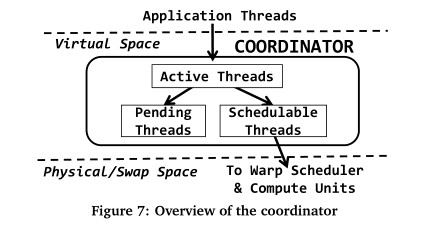 Application Threads
Virtual Space
COORDINATOR
Active Threads
Pending
Threads
Schedulable
Threads
Physical/Swap Space
To Warp Scheduler
& Compute Units
Figure 7: Overview of the coordinator